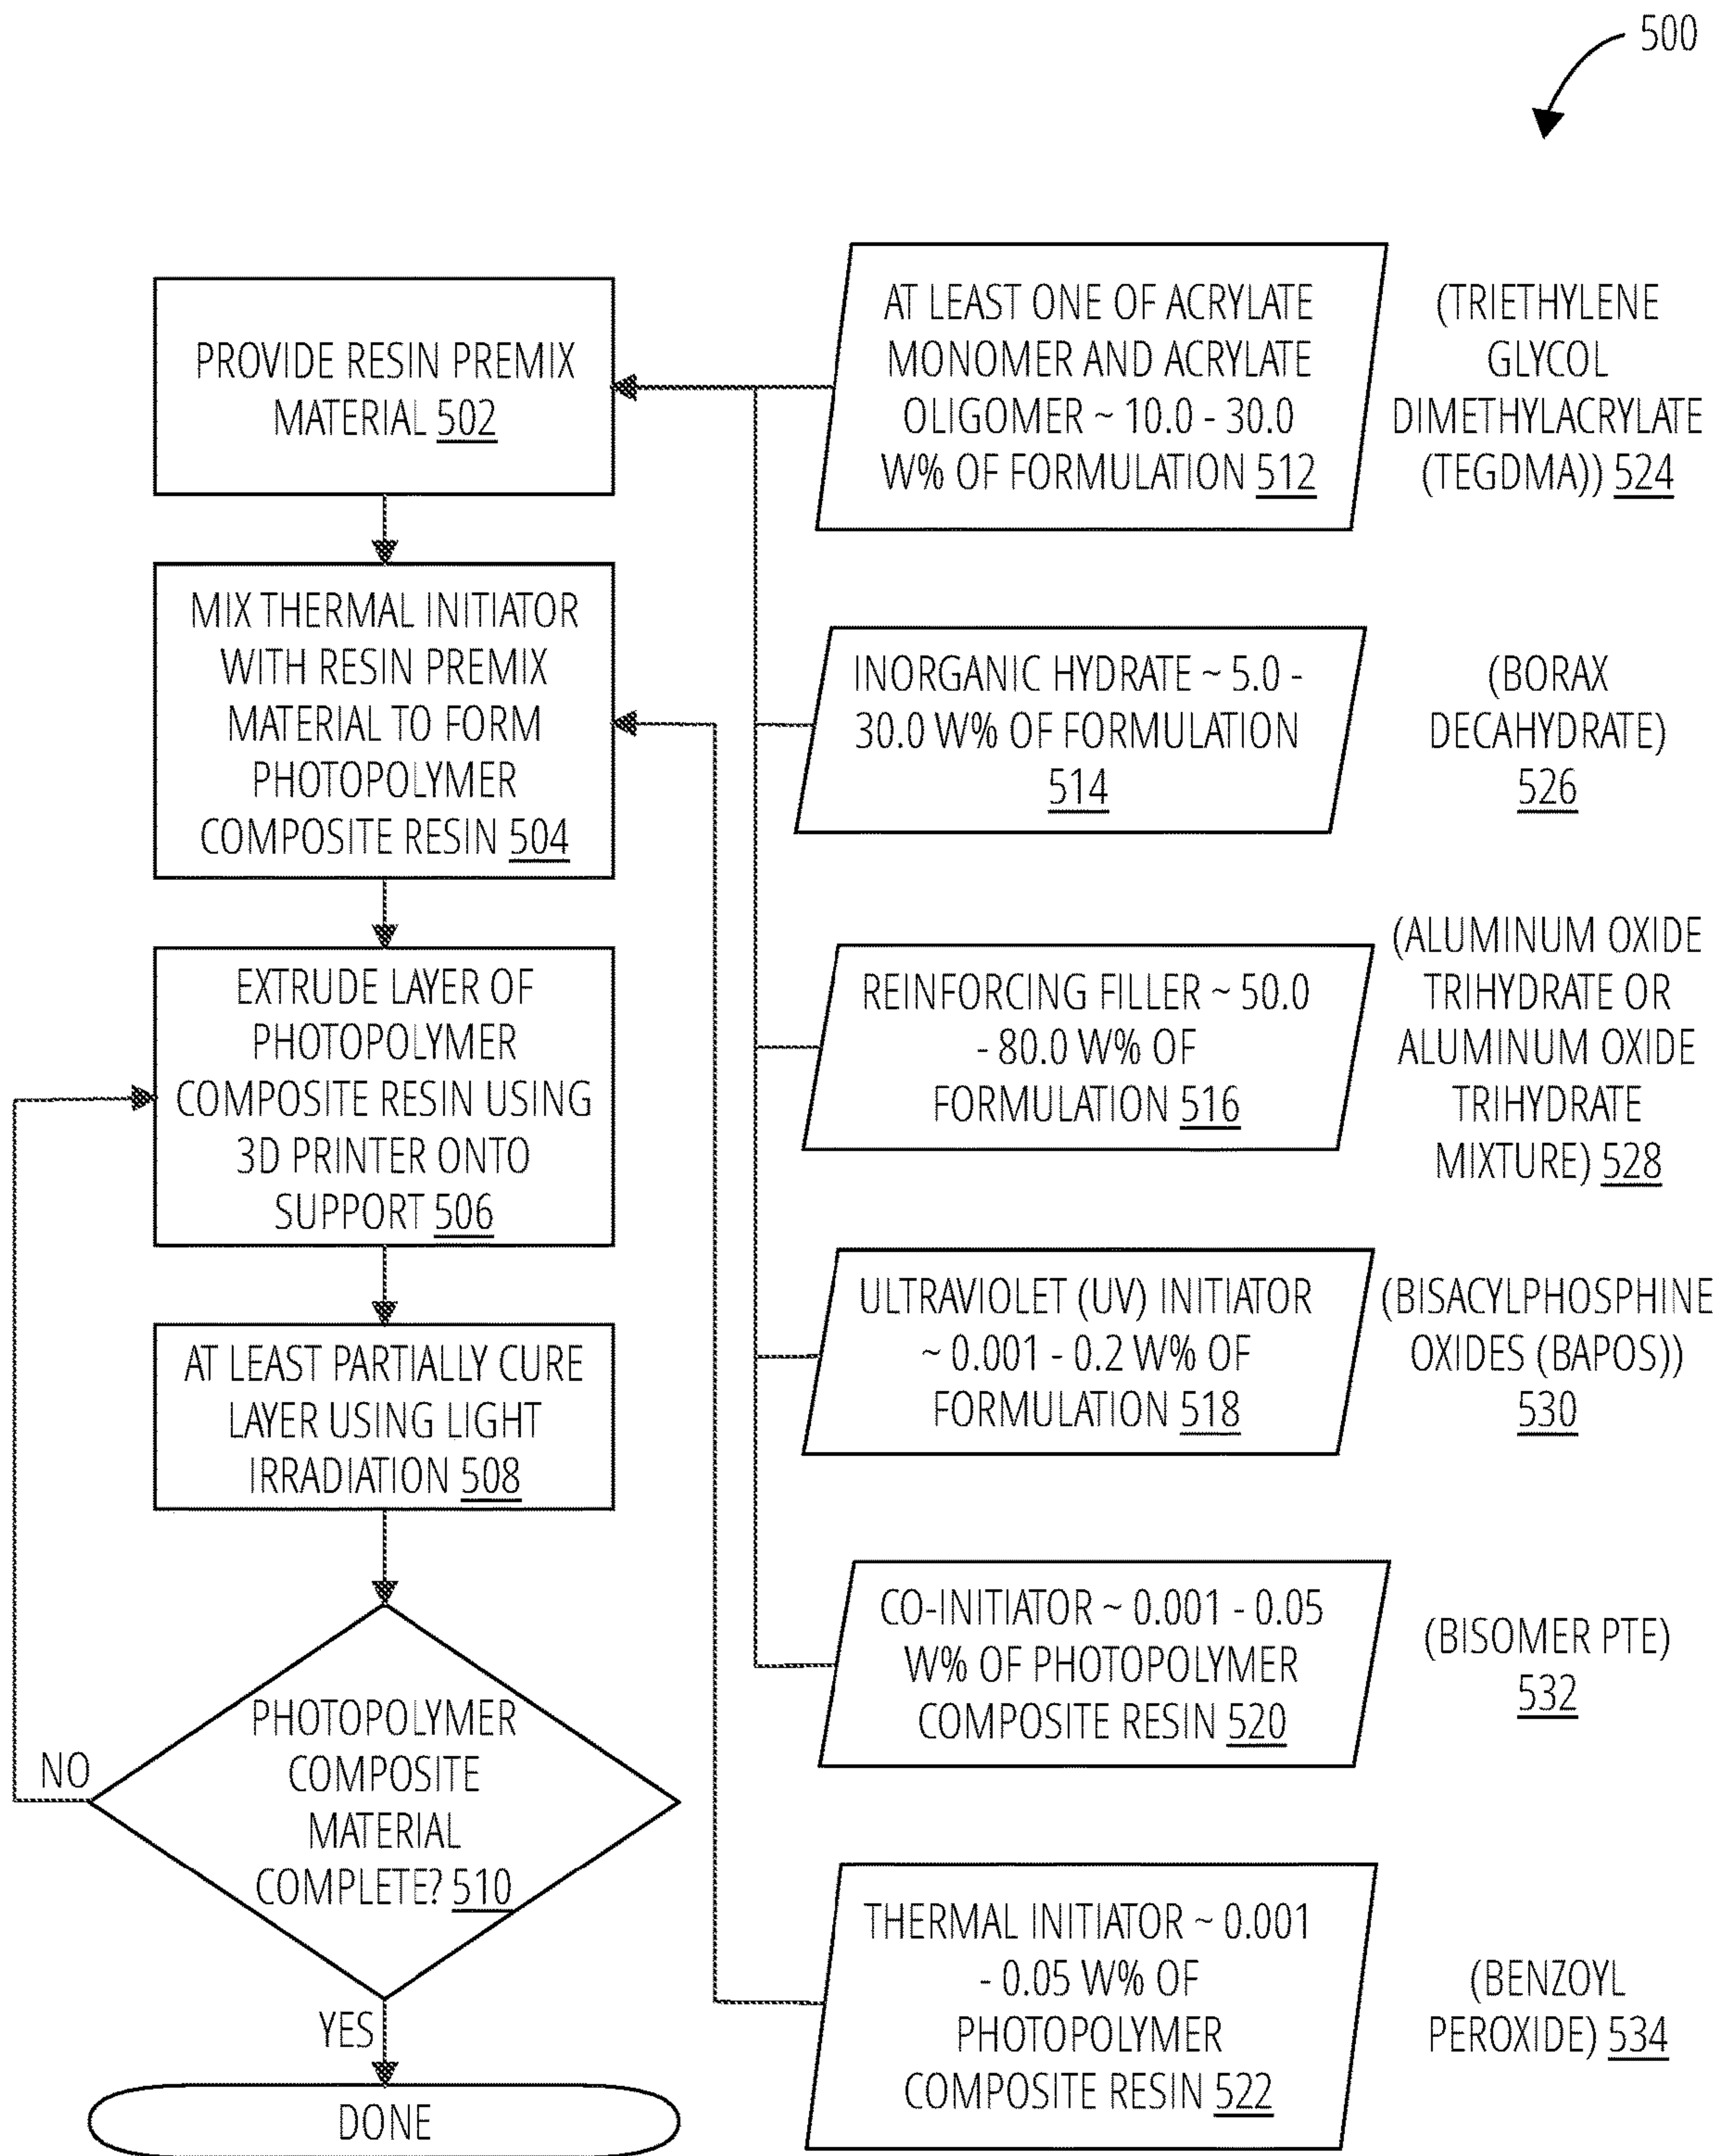 500
PROVIDE RESIN PREMIX
MATERIAL 502
MIX THERMAL INITIATOR
WITH RESIN PREMIX
MATERIAL TO FORM
PHOTOPOLYMER
COMPOSITE RESIN 504
EXTRUDE LAYER OF
PHOTOPOLYMER
COMPOSITE RESIN USING
3D PRINTER ONTO
SUPPORT 506
AT LEAST PARTIALLY CURE
LAYER USING LIGHT
IRRADIATION 508
PHOTOPOLYMER
COMPOSITE
MATERIAL
COMPLETE? 510
NO
YES
DONE
AT LEAST ONE OF ACRYLATE
MONOMER AND ACRYLATE
OLIGOMER ~ 10.0 - 30.0
W% OF FORMULATION 512
(TRIETHYLENE
GLYCOL
DIMETHYLACRYLATE
(TEGDMA)) 524
INORGANIC HYDRATE ~ 5.0 -
30.0 W% OF FORMULATION
514
(BORAX
DECAHYDRATE)
526
REINFORCING FILLER ~ 50.0
- 80.0 W% OF
FORMULATION 516
(ALUMINUM OXIDE
TRIHYDRATE OR
ALUMINUM OXIDE
TRIHYDRATE
MIXTURE) 528
ULTRAVIOLET (UV) INITIATOR
~ 0.001 - 0.2 W% OF
FORMULATION 518
(BISACYLPHOSPHINE
OXIDES (BAPOS))
530
CO-INITIATOR ~ 0.001 - 0.05
W% OF PHOTOPOLYMER
COMPOSITE RESIN 520
(BISOMER PTE)
532
THERMAL INITIATOR ~ 0.001
- 0.05 W% OF
PHOTOPOLYMER
COMPOSITE RESIN 522
(BENZOYL
PEROXIDE) 534